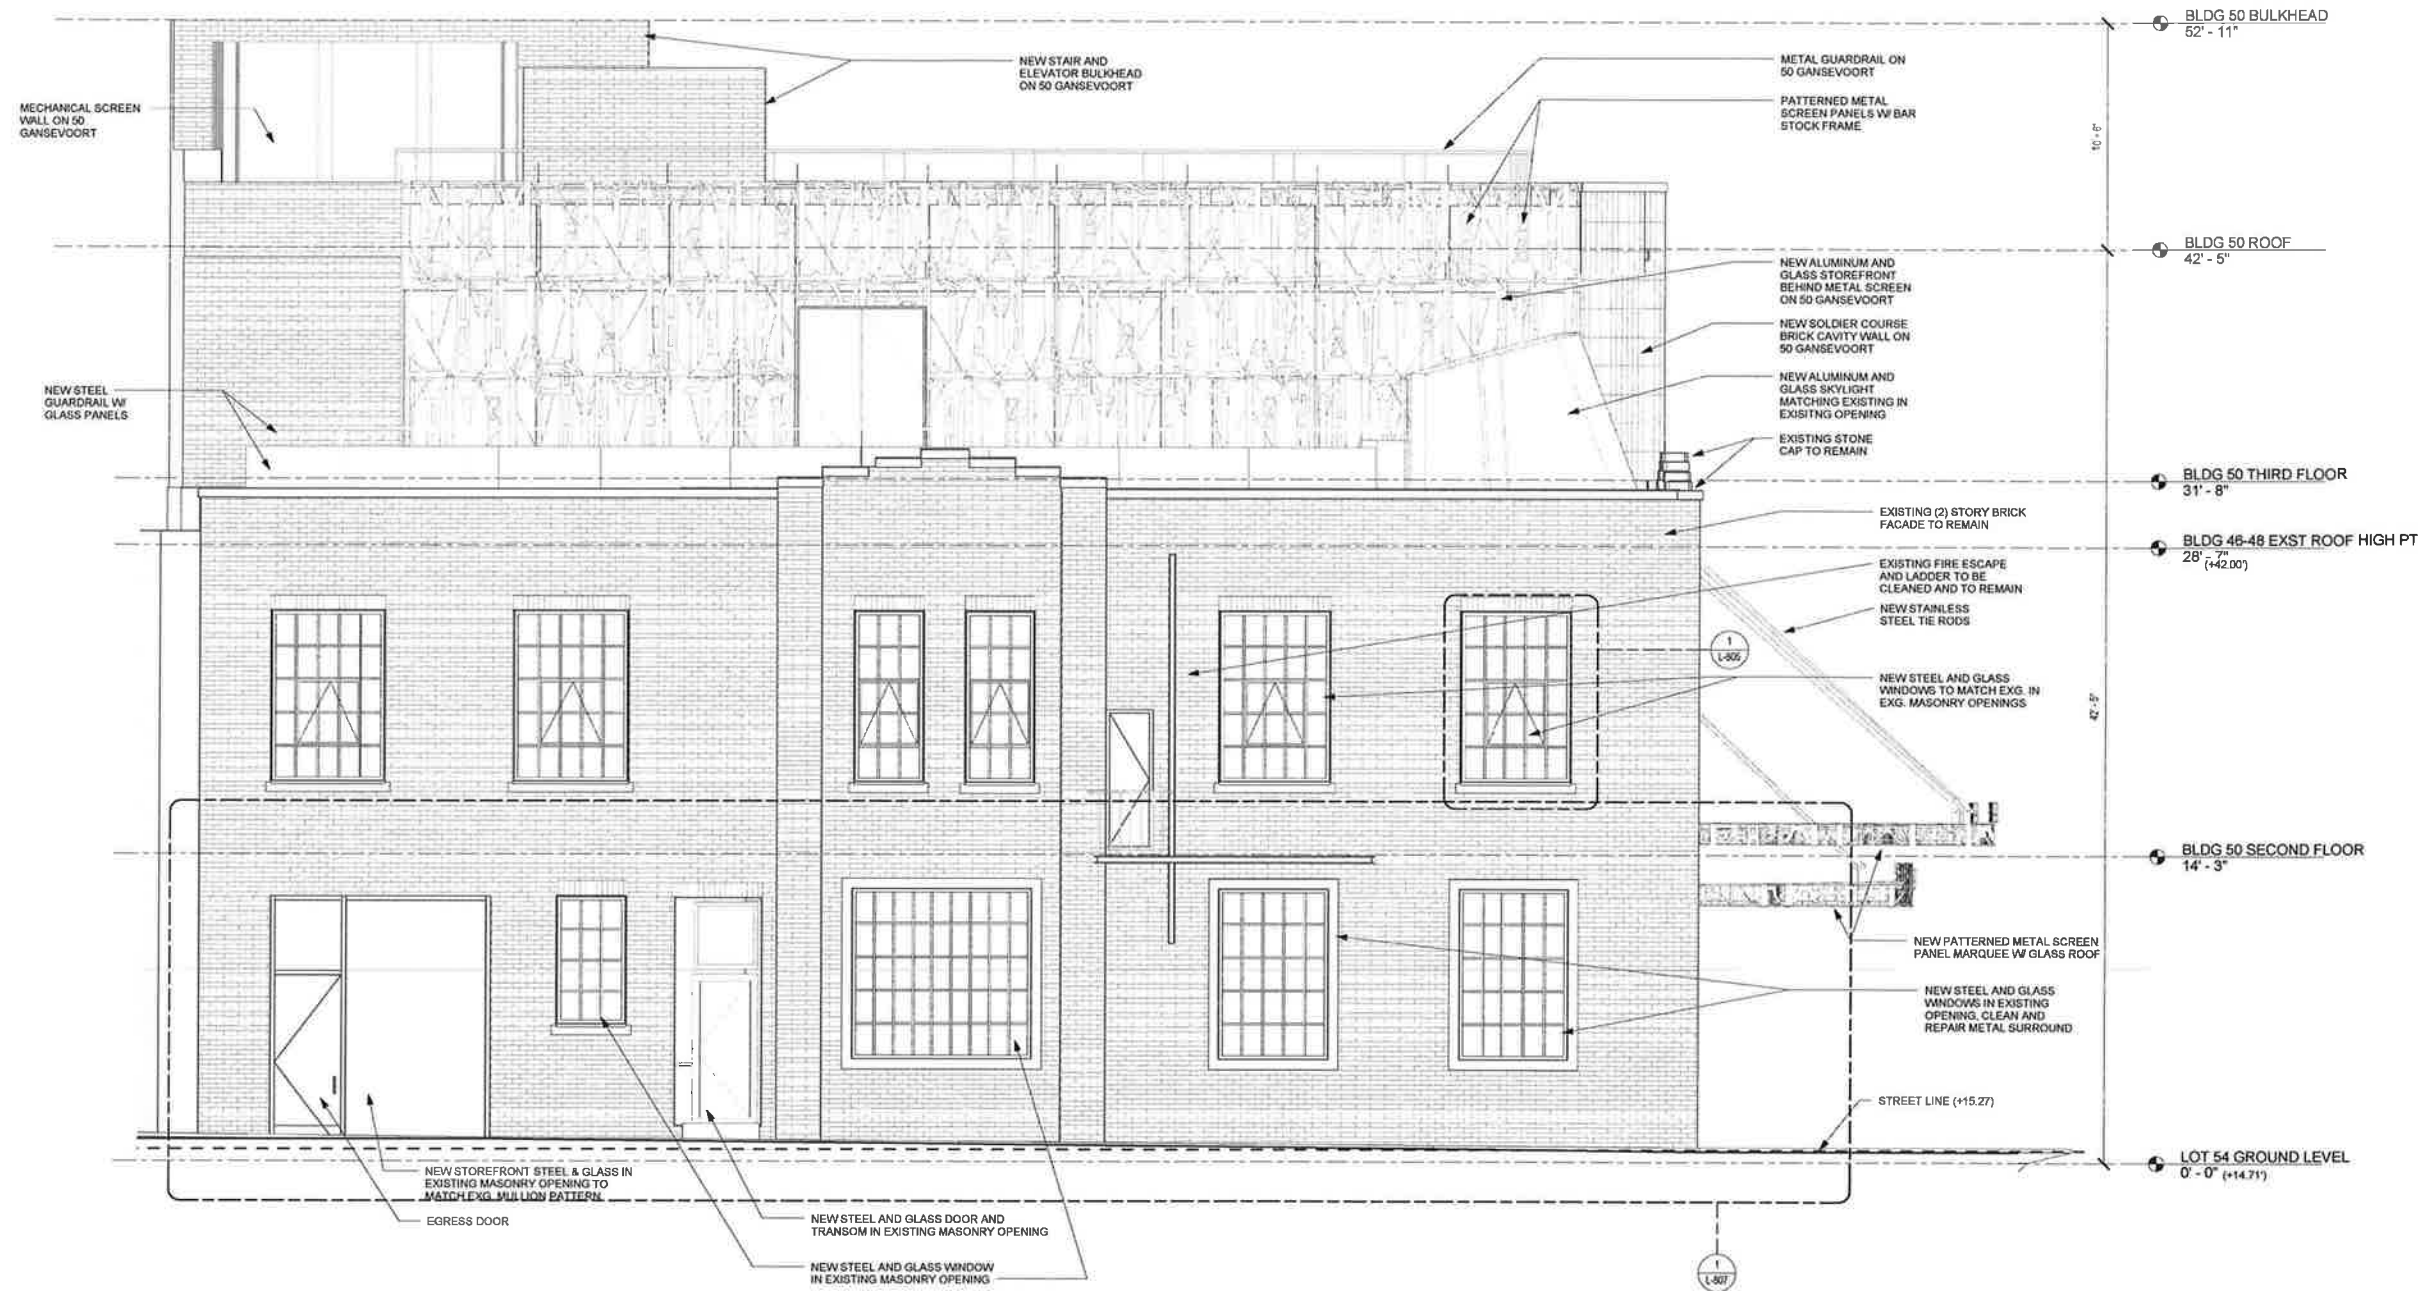 BLDG 50 BULKHEAD
52' - 11"
NEW STAIR AND
ELEVATOR BULKHEAD
ON 50 GANSEVOORT
METAL GUARDRAIL ON
50 GANSEVOORT
MECHANICAL SCREEN
WALL ON 50
GANSEVOORT
PATTERNED METAL
SCREEN PANELS W/ BAR
STOCK FRAME
10' - 6"
BLDG 50 ROOF
42' - 5"
NEW ALUMINUM AND
GLASS STOREFRONT
BEHIND METAL SCREEN
ON 50 GANSEVOORT
NEW SOLDIER COURSE
BRICK CAVITY WALL ON
50 GANSEVOORT
NEW STEEL
GUARDRAIL W/
GLASS PANELS
NEW ALUMINUM AND
GLASS SKYLIGHT
MATCHING EXISTING IN
EXISITNG OPENING
EXISTING STONE
CAP TO REMAIN
BLDG 50 THIRD FLOOR
31' - 8"
EXISTING (2) STORY BRICK
FACADE TO REMAIN
BLDG 46-48 EXST ROOF HIGH PT
28' - 7"
(+42.00')
EXISTING FIRE ESCAPE
AND LADDER TO BE
CLEANED AND TO REMAIN
NEW STAINLESS
STEEL TIE RODS
1
L-805
NEW STEEL AND GLASS
WINDOWS TO MATCH EXG. IN
EXG. MASONRY OPENINGS
42' - 5"
BLDG 50 SECOND FLOOR
14' - 3"
NEW PATTERNED METAL SCREEN
PANEL MARQUEE W/ GLASS ROOF
NEW STEEL AND GLASS
WINDOWS IN EXISTING
OPENING, CLEAN AND
REPAIR METAL SURROUND
STREET LINE (+15.27)
LOT 54 GROUND LEVEL
0' - 0" (+14.71')
NEW STOREFRONT STEEL & GLASS IN
EXISTING MASONRY OPENING TO
MATCH EXG. MULLION PATTERN
EGRESS DOOR
NEW STEEL AND GLASS DOOR AND
TRANSOM IN EXISTING MASONRY OPENING
NEW STEEL AND GLASS WINDOW
IN EXISTING MASONRY OPENING
1
L-807